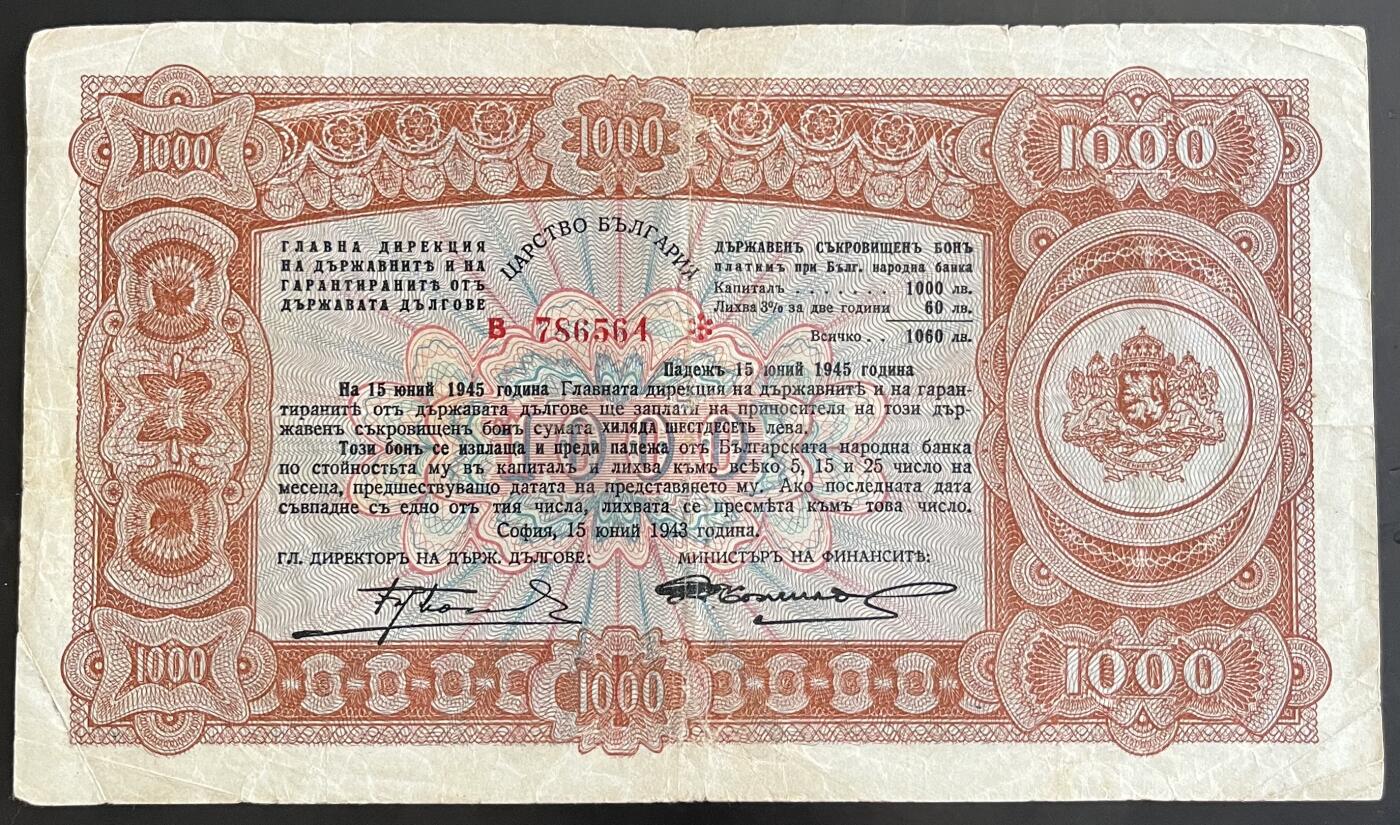 1000
1000
1000
ГЛАВНА ДИРЕКЦИЯ
НА ДЪРЖАВНИТѢ И НА
ГАРАНТИРАНИТѢ ОТЪ
ДЪРЖАВАТА ДЪЛГОВЕ
ЦАРСТВО БЪЛГАРИЯ
ДЪРЖАВЕНЪ СЪКРОВИЩЕНЪ БОНЪ
платимъ при Бълг. народна банка
Капиталъ . . . . . . . 1000 лв.
Лихва 3% за две години 60 лв.
Всичко . . 1060 лв.
В 786564
Падежъ 15 юний 1945 година
На 15 юний 1945 година Главната дирекция на държавнитѣ и на гаран-
тиранитѣ отъ държавата дългове ще заплати на приносителя на този дър-
жавенъ съкровищенъ бонъ сумата ХИЛЯДА ШЕСТДЕСЕТЬ лева.
1000
Този бонъ се изплаща и преди падежа отъ Българската народна банка
по стойностьта му въ капиталъ и лихва къмъ всѣко 5, 15 и 25 число на
месеца, предшествуващо датата на представянето му. Ако последната дата
съвпадне съ едно отъ тия числа, лихвата се пресмѣта къмъ това число.
София, 15 юний 1943 година.
ГЛ. ДИРЕКТОРЪ НА ДЪРЖ. ДЪЛГОВЕ:
МИНИСТЪРЪ НА ФИНАНСИТѢ:
1000
1000
1000